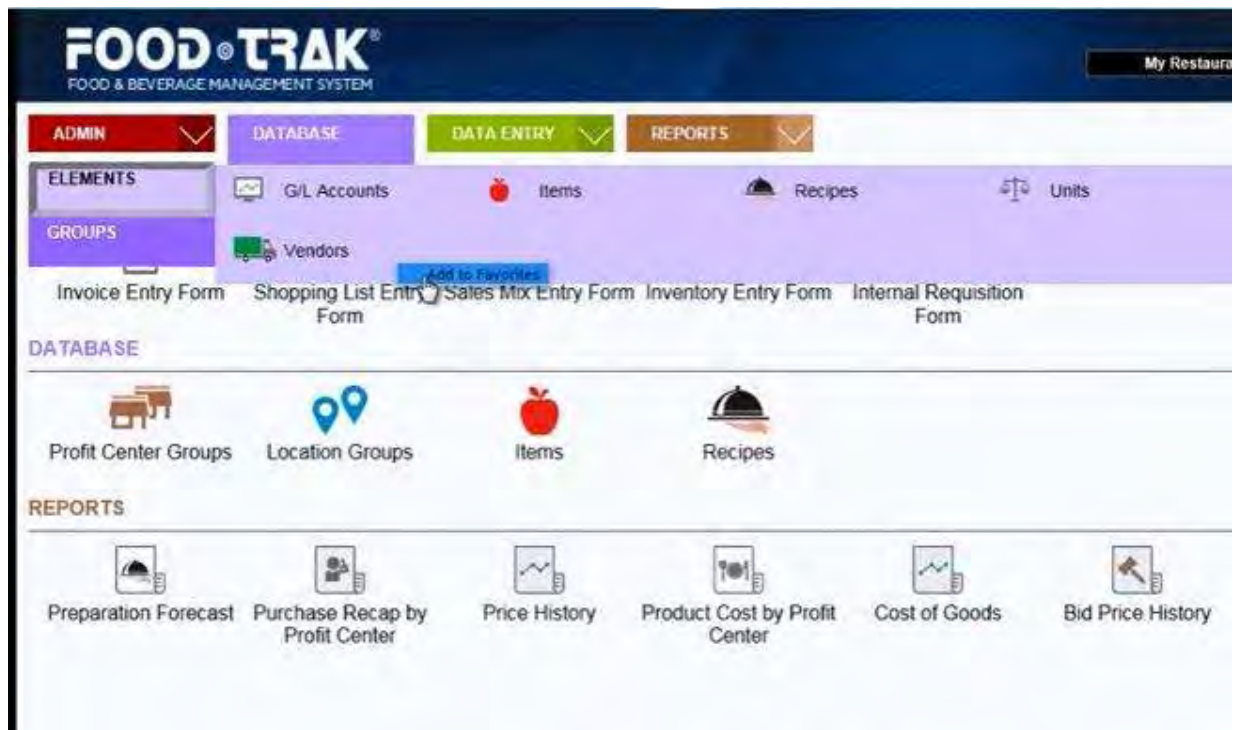 FOOD TRAK®
FOOD & BEVERAGE MANAGEMENT SYSTEM
My Restaura
ADMIN
DATABASE
DATA ENTRY
REPORTS
ELEMENTS
G/L Accounts
Items
Recipes
Units
GROUPS
Vendors
Add to Favorites
Invoice Entry Form
Shopping List Entry Form
Sales Mix Entry Form
Inventory Entry Form
Internal Requisition Form
DATABASE
Profit Center Groups
Location Groups
Items
Recipes
REPORTS
Preparation Forecast
Purchase Recap by Profit Center
Price History
Product Cost by Profit Center
Cost of Goods
Bid Price History